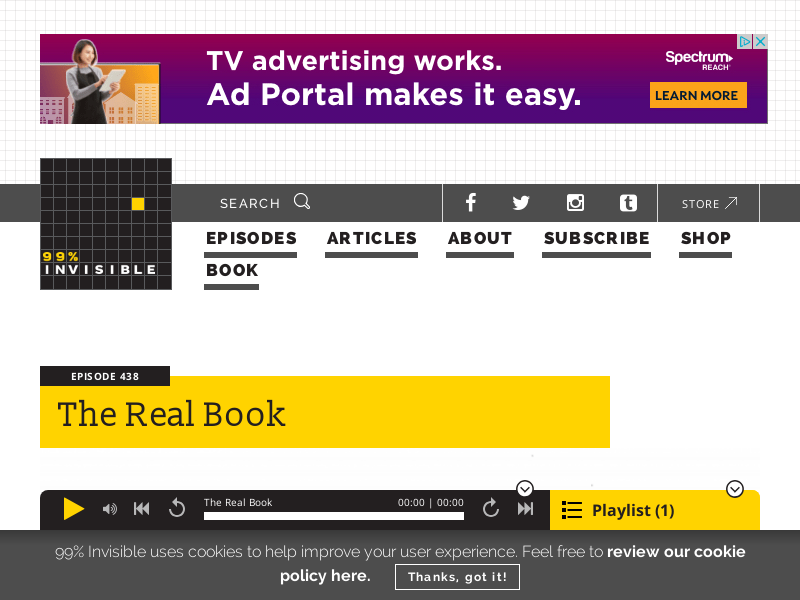 TV advertising works.
Ad Portal makes it easy.
Spectrum
REACH
LEARN MORE
99%
INVISIBLE
SEARCH
STORE
EPISODES ARTICLES ABOUT SUBSCRIBE SHOP
BOOK
EPISODE 438
The Real Book
The Real Book 00:00 | 00:00
Playlist (1)
99% Invisible uses cookies to help improve your user experience. Feel free to review our cookie
policy here. Thanks, got it!